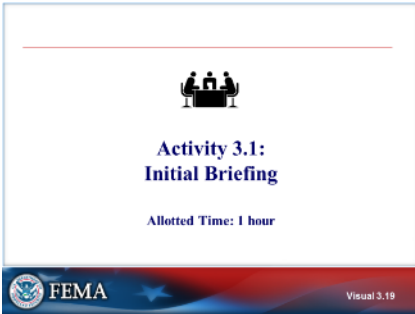 Activity 3.1:
Initial Briefing
Allotted Time: 1 hour
FEMA
Visual 3.19